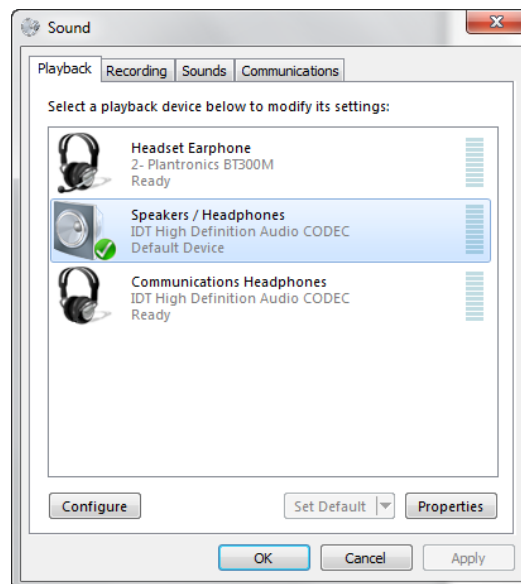 Sound
Playback Recording Sounds Communications
Select a playback device below to modify its settings:
Headset Earphone
2- Plantronics BT300M
Ready
Speakers / Headphones
IDT High Definition Audio CODEC
Default Device
Communications Headphones
IDT High Definition Audio CODEC
Ready
Configure Set Default Properties
OK Cancel Apply